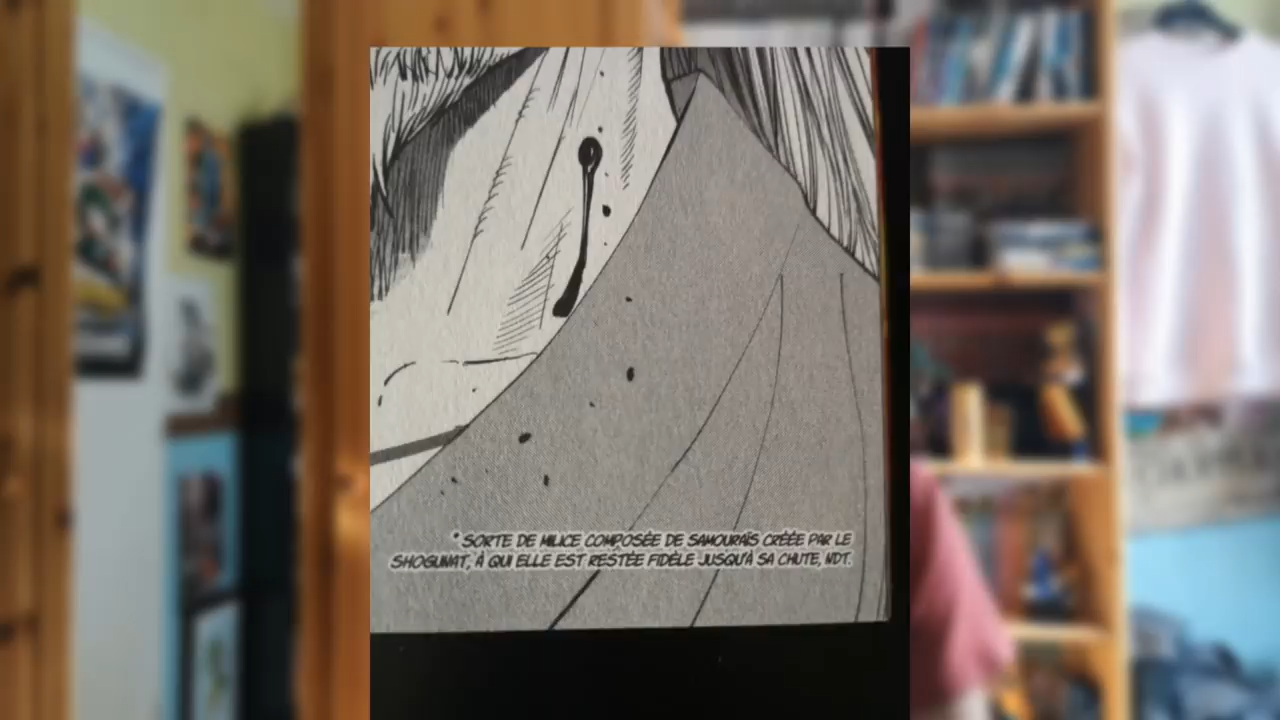 * SORTE DE MILICE COMPOSÉE DE SAMOURAÏS CRÉÉE PAR LE
SHOGUNAT, À QUI ELLE EST RESTÉE FIDÈLE JUSQU'À SA CHUTE, NDT.